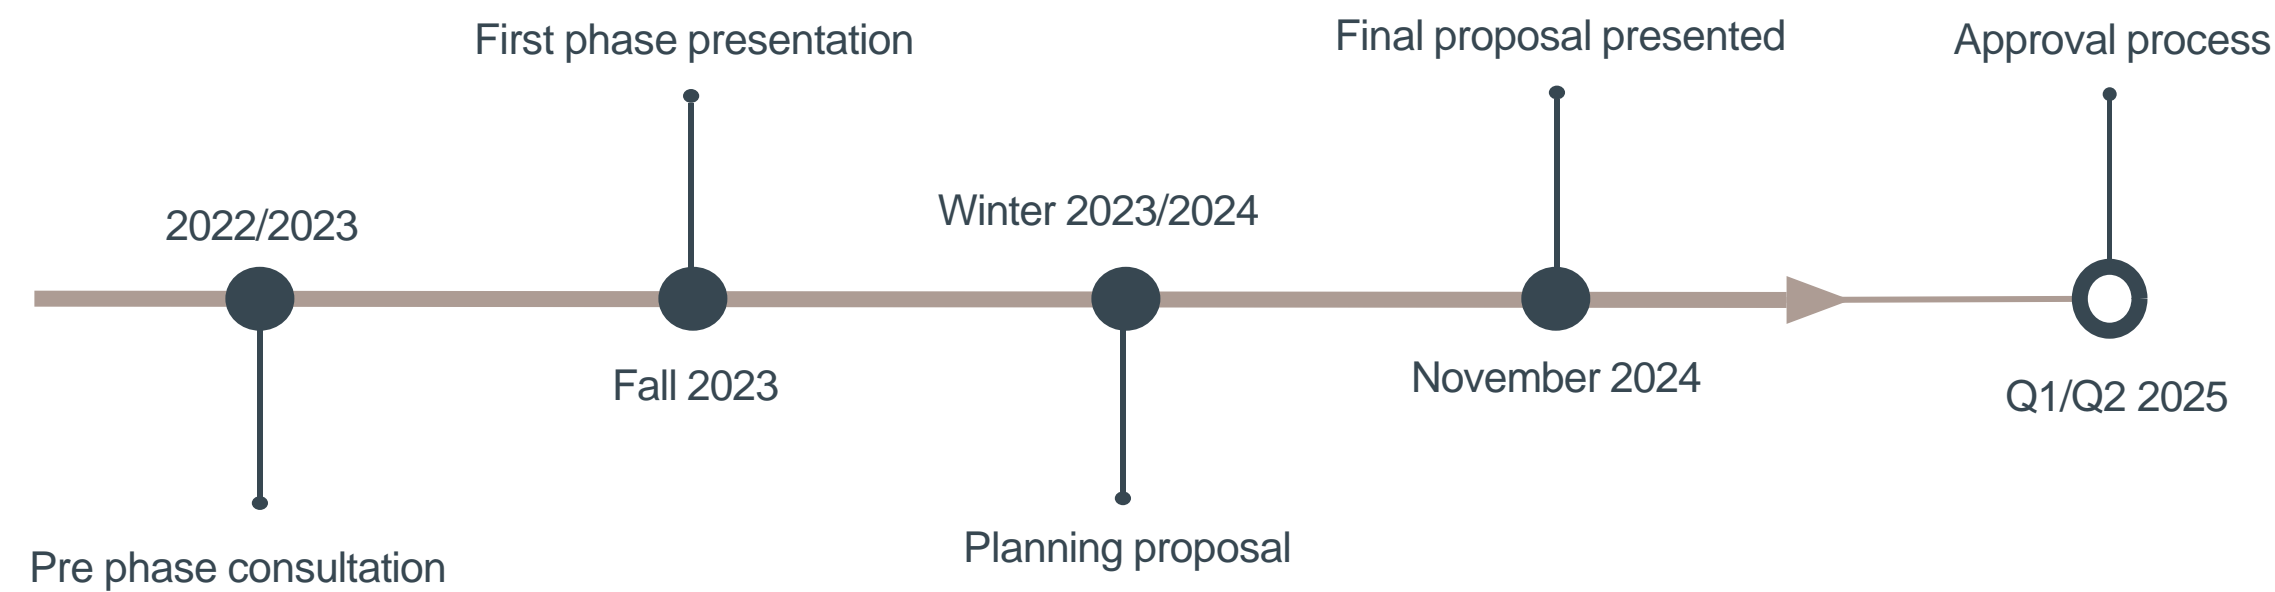 First phase presentation
Final proposal presented
Approval process
2022/2023
Winter 2023/2024
Fall 2023
November 2024
Q1/Q2 2025
Pre phase consultation
Planning proposal